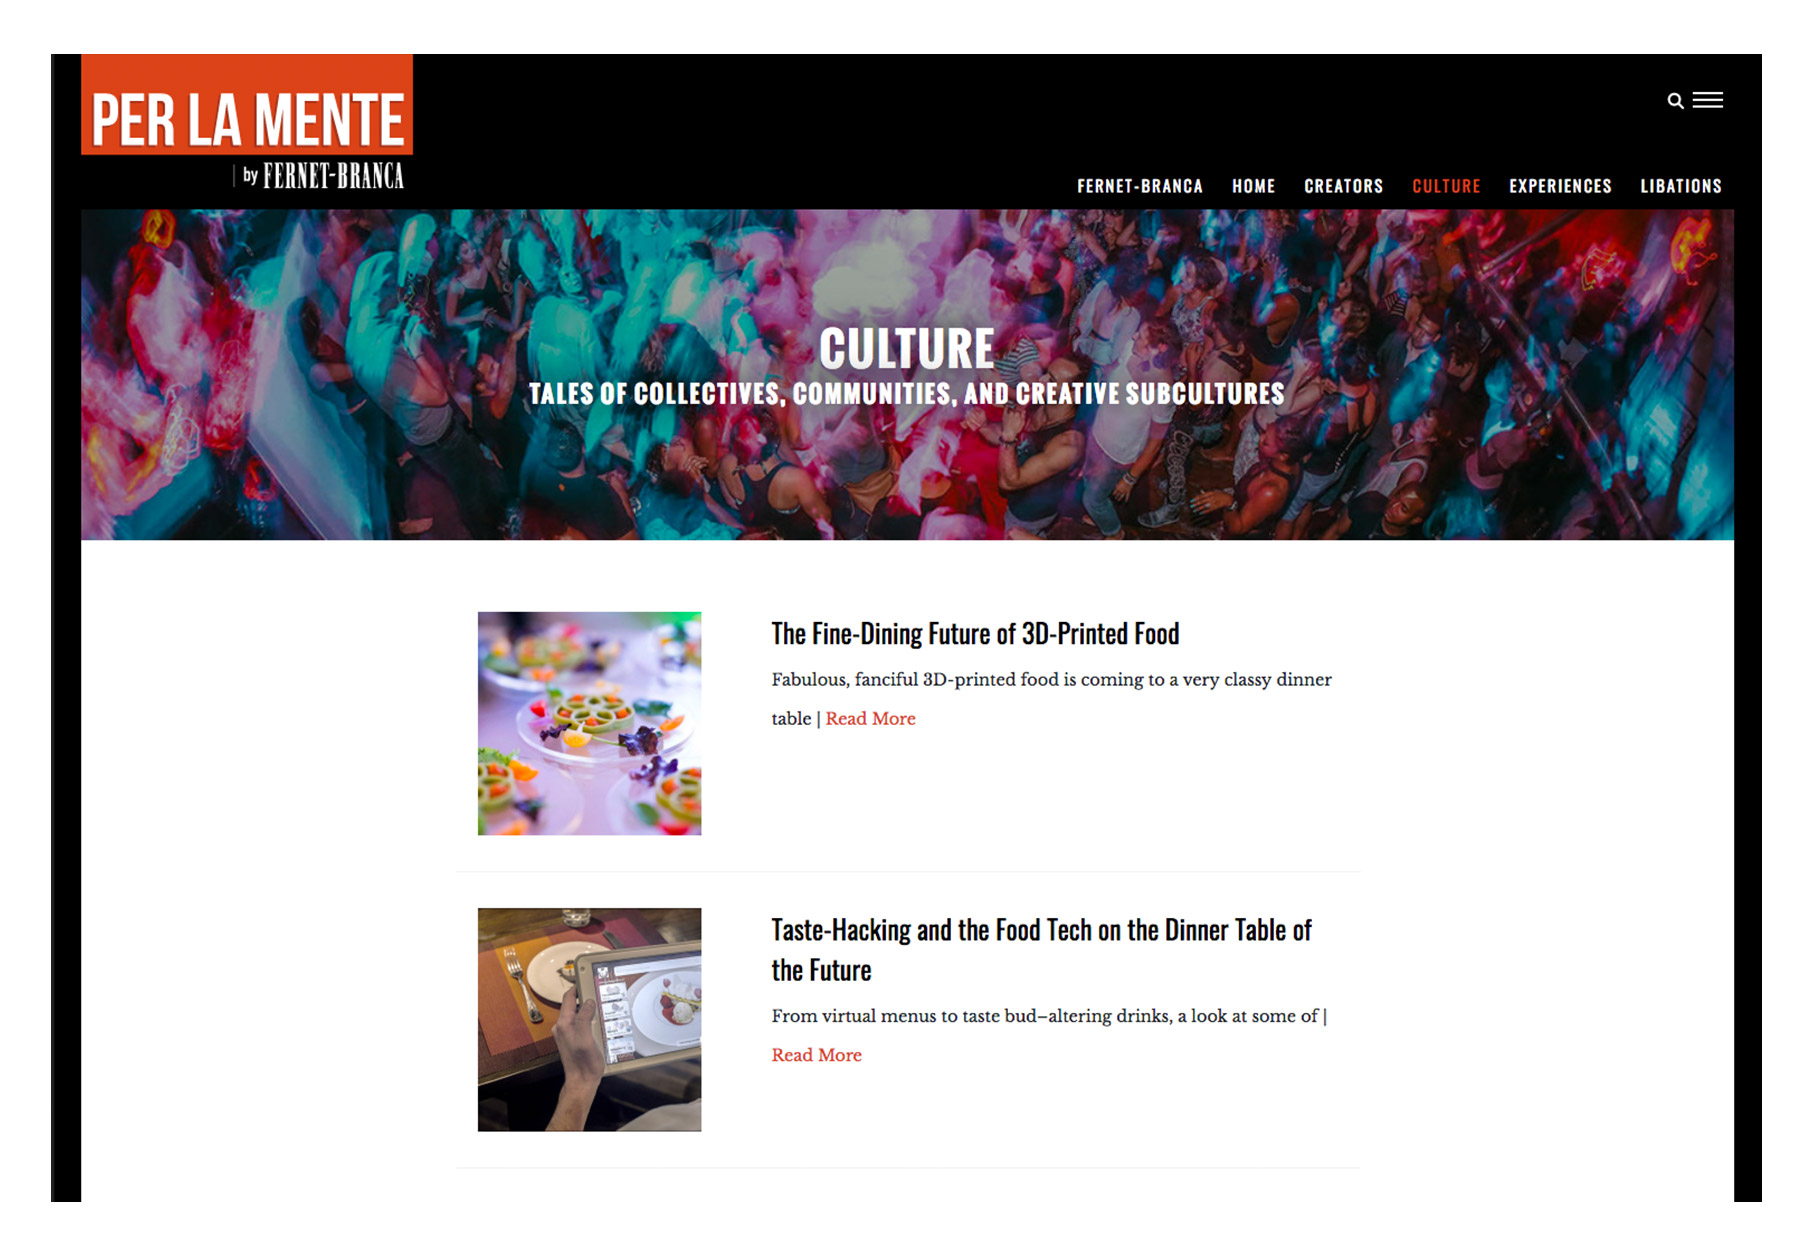 PER LA MENTE
| by FERNET-BRANCA
FERNET-BRANCA HOME CREATORS CULTURE EXPERIENCES LIBATIONS
CULTURE
TALES OF COLLECTIVES, COMMUNITIES, AND CREATIVE SUBCULTURES
The Fine-Dining Future of 3D-Printed Food
Fabulous, fanciful 3D-printed food is coming to a very classy dinner
table | Read More
Taste-Hacking and the Food Tech on the Dinner Table of
the Future
From virtual menus to taste bud–altering drinks, a look at some of |
Read More